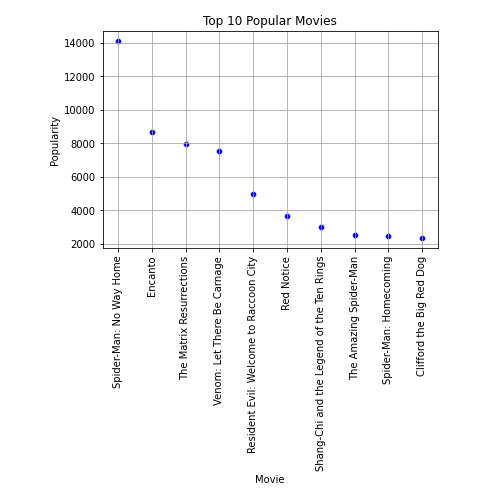 Top 10 Popular Movies
Popularity
14000
12000
10000
8000
6000
4000
2000
Spider-Man: No Way Home
Encanto
The Matrix Resurrections
Venom: Let There Be Carnage
Resident Evil: Welcome to Raccoon City
Red Notice
Shang-Chi and the Legend of the Ten Rings
The Amazing Spider-Man
Spider-Man: Homecoming
Clifford the Big Red Dog
Movie